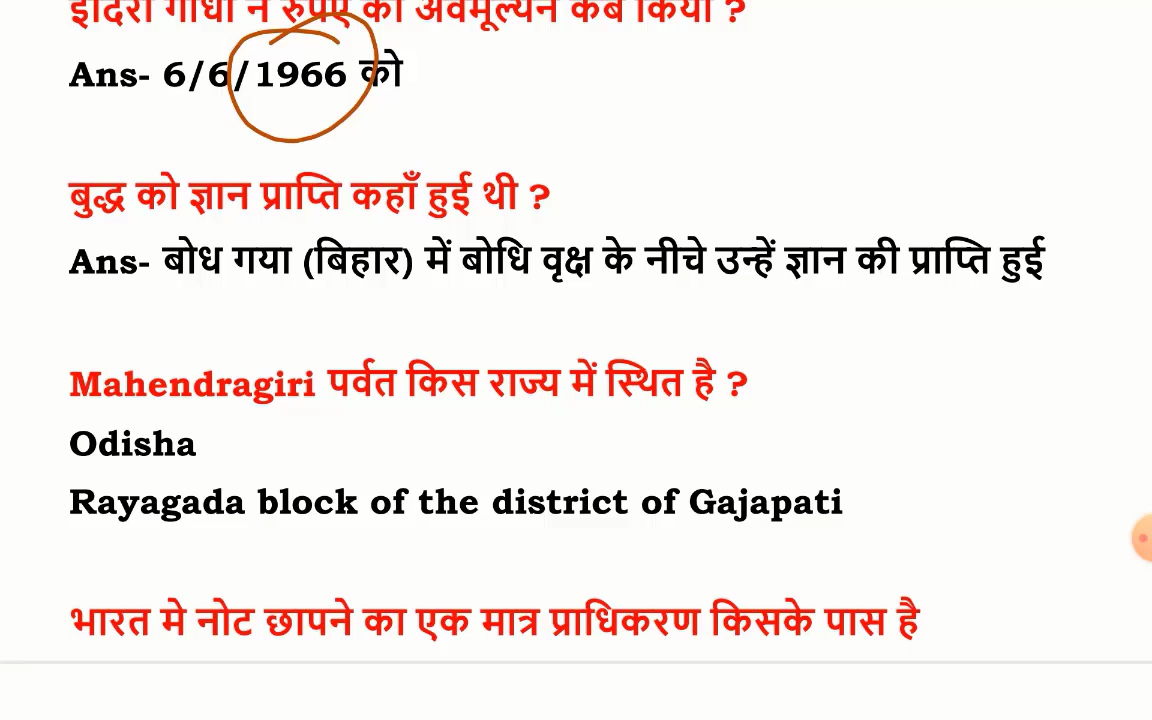 इंदिरा गांधी ने रुपए का अवमूल्यन कब किया ?
Ans- 6/6/1966 को
बुद्ध को ज्ञान प्राप्ति कहाँ हुई थी ?
Ans- बोध गया (बिहार) में बोधि वृक्ष के नीचे उन्हें ज्ञान की प्राप्ति हुई
Mahendragiri पर्वत किस राज्य में स्थित है ?
Odisha
Rayagada block of the district of Gajapati
भारत मे नोट छापने का एक मात्र प्राधिकरण किसके पास है